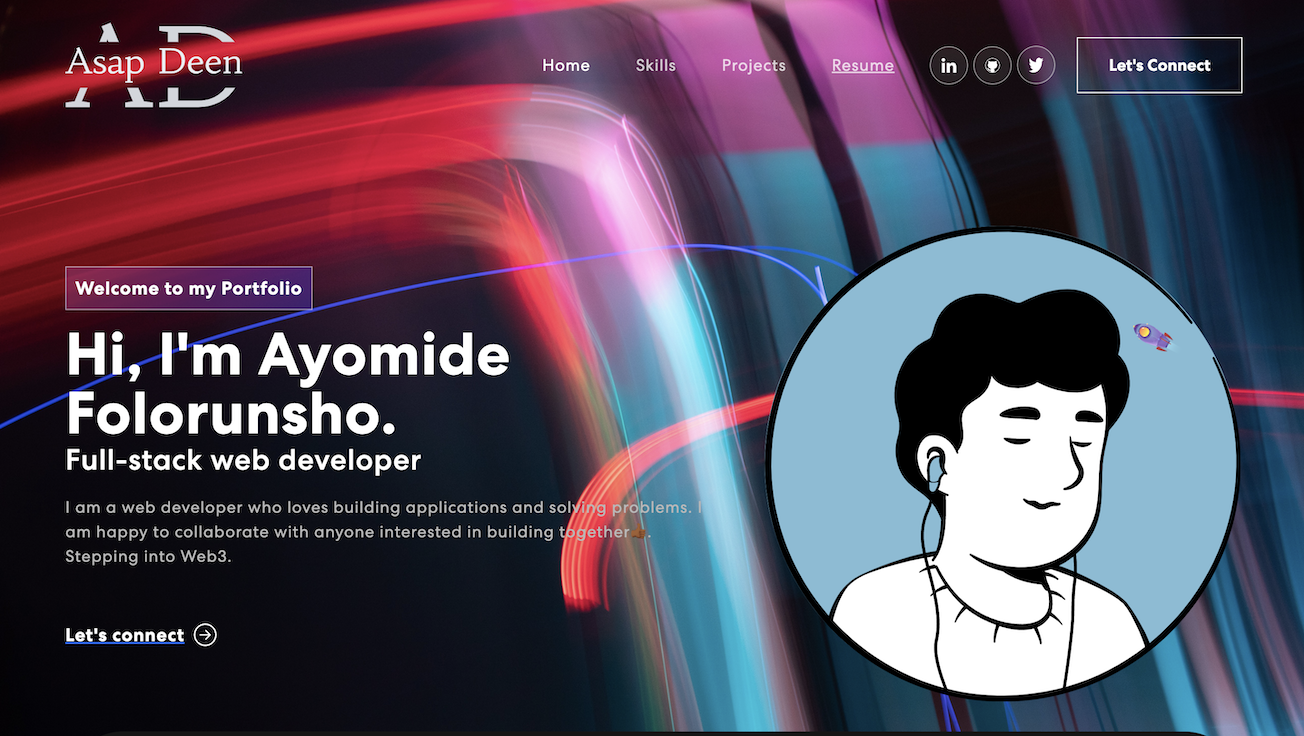 AD
Asap Deen
Home Skills Projects Resume in Let's Connect
Welcome to my Portfolio
Hi, I'm Ayomide
Folorunsho.
Full-stack web developer
I am a web developer who loves building applications and solving problems. I
am happy to collaborate with anyone interested in building together🤝🏾.
Stepping into Web3.
Let's connect